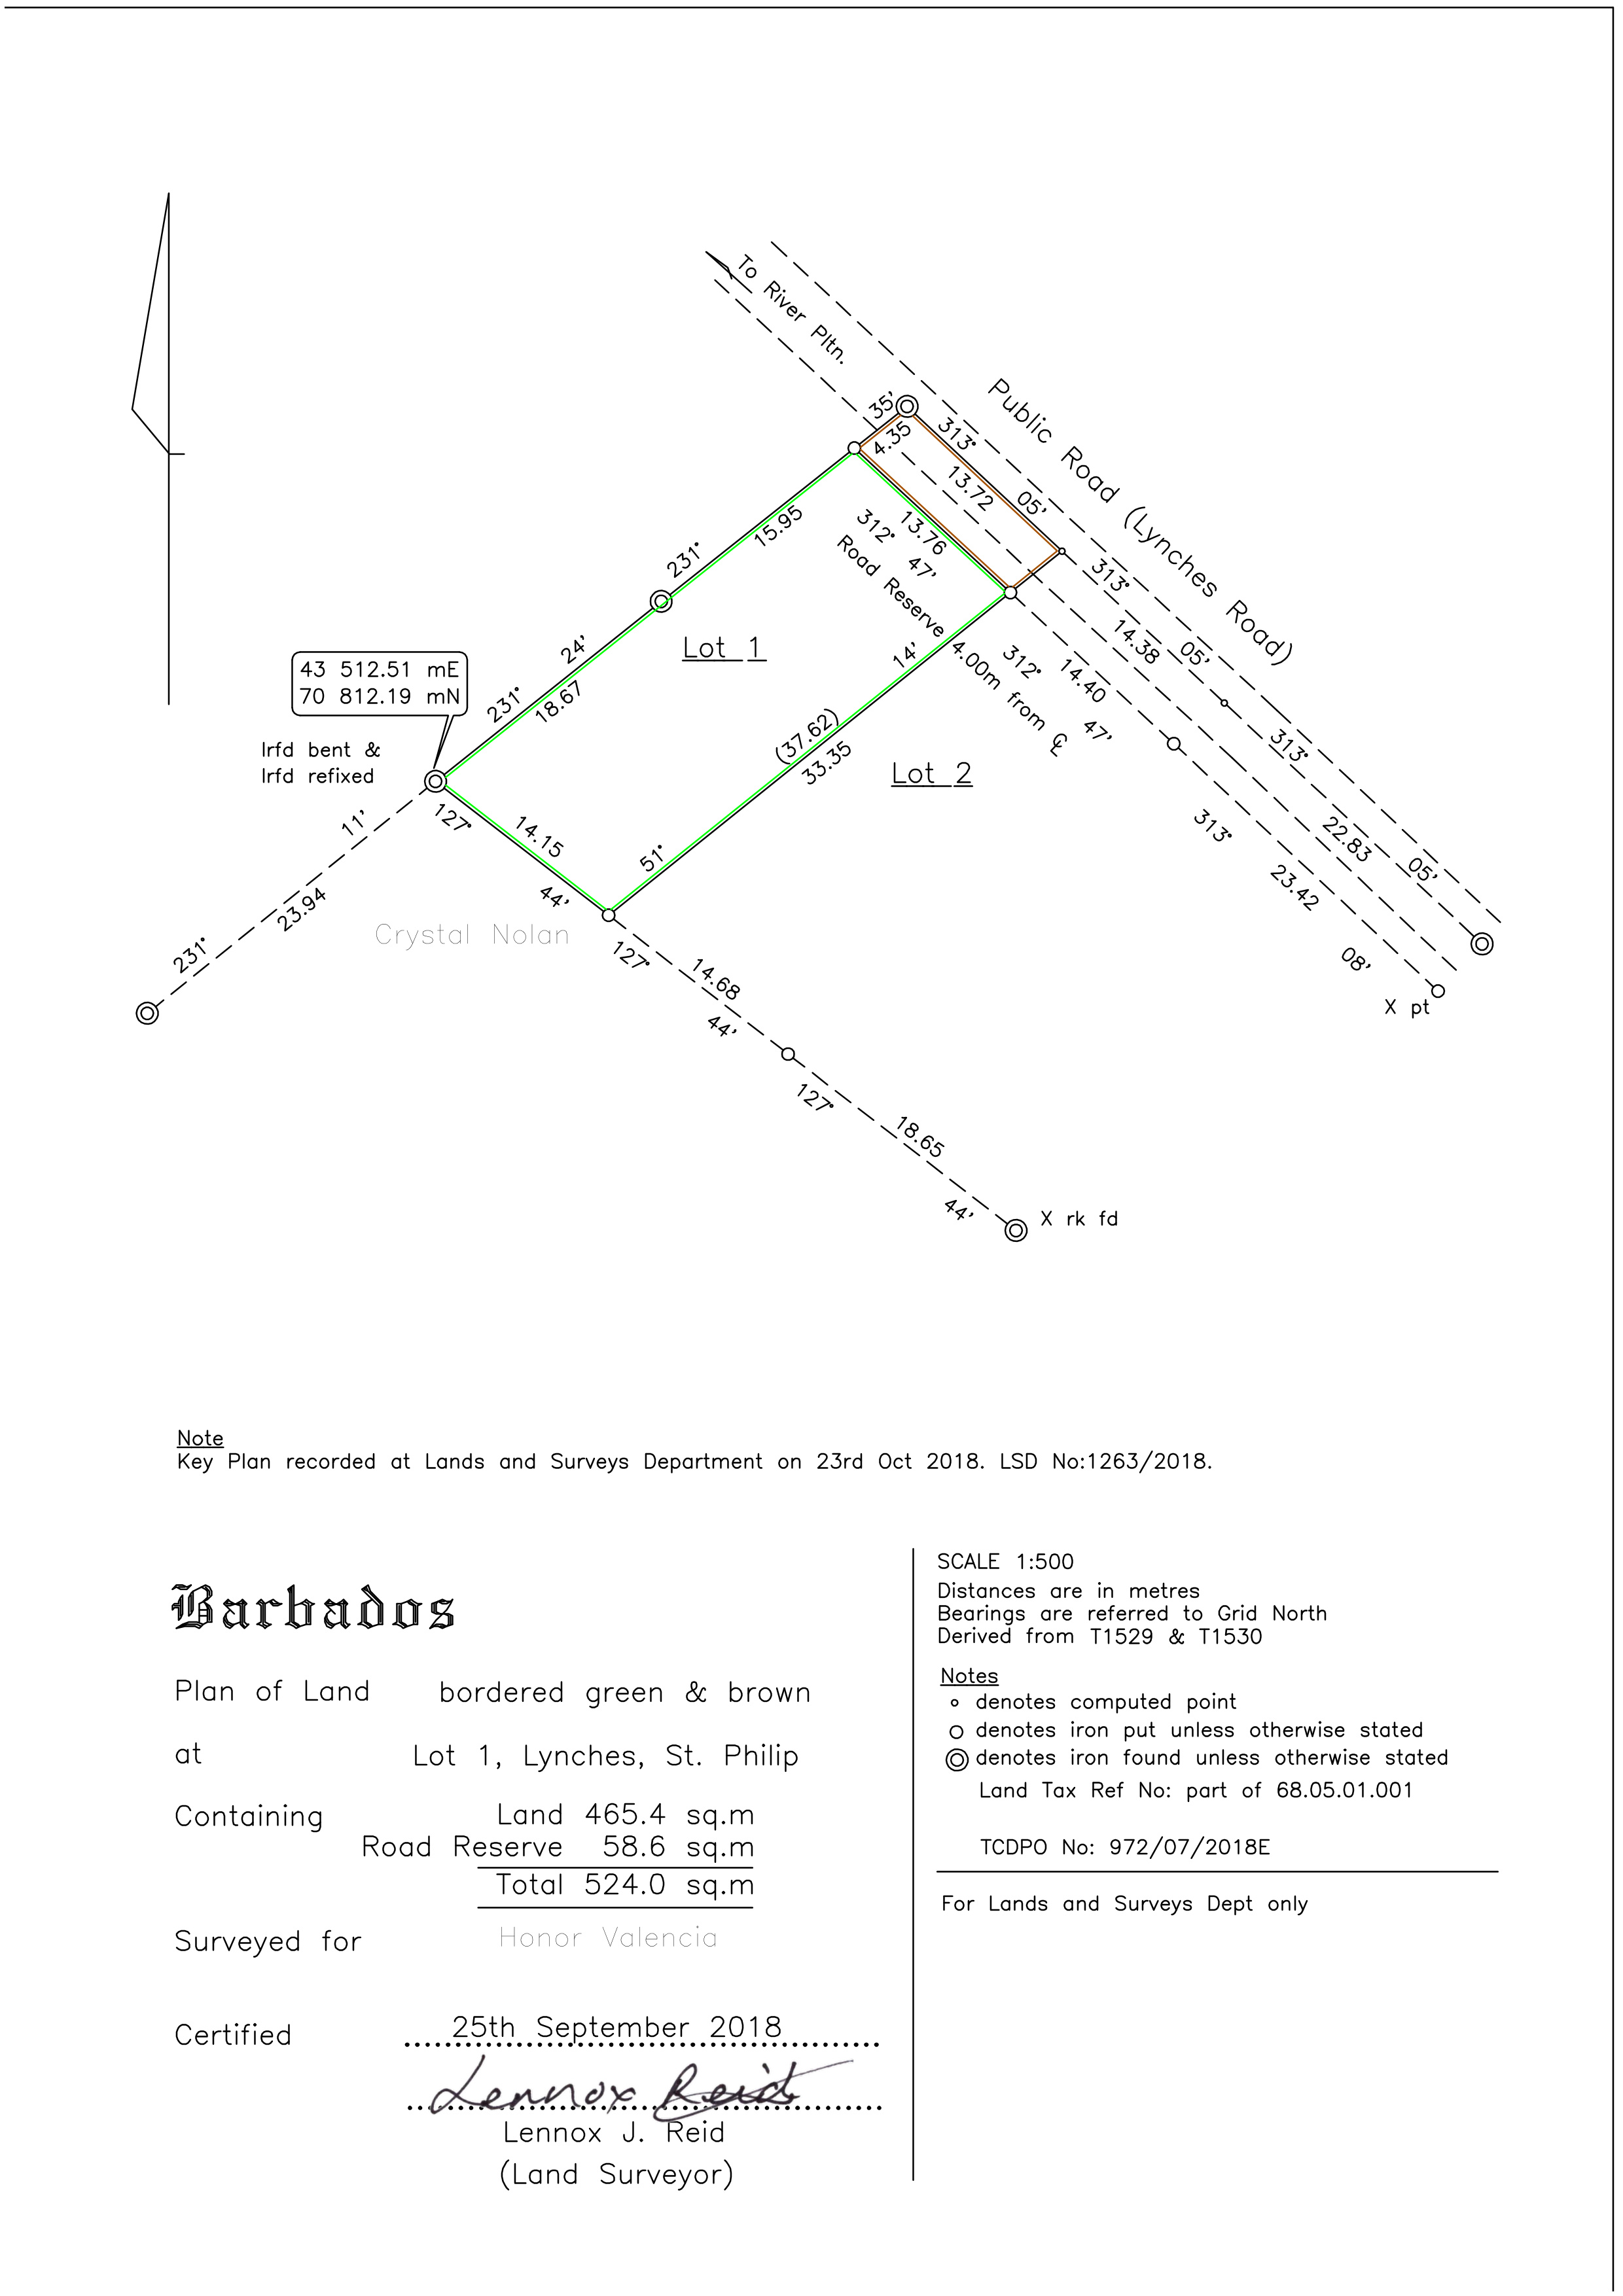 To River Pltn.
Public Road (Lynches Road)
35'
4.35
313°
13.72
05'
15.95
231°
13.76
312° 47'
Road Reserve 4.00m from ℄
313°
14.38
05'
24'
Lot 1
14'
312° 47'
14.40
231°
18.67
43 512.51 mE
70 812.19 mN
Irfd bent &
Irfd refixed
(37.62)
33.35
Lot 2
313°
22.83
05'
313°
23.42
08'
11'
127°
14.15
44'
51°
23.94
231°
Crystal Nolan
127°
14.68
44'
X pt
127°
18.65
44'
X rk fd
Note
Key Plan recorded at Lands and Surveys Department on 23rd Oct 2018. LSD No:1263/2018.
Barbados
Plan of Land bordered green & brown
at Lot 1, Lynches, St. Philip
Containing Land 465.4 sq.m
Road Reserve 58.6 sq.m
Total 524.0 sq.m
Surveyed for Honor Valencia
Certified 25th September 2018
Lennox Reid
Lennox J. Reid
(Land Surveyor)
SCALE 1:500
Distances are in metres
Bearings are referred to Grid North
Derived from T1529 & T1530
Notes
denotes computed point
denotes iron put unless otherwise stated
denotes iron found unless otherwise stated
Land Tax Ref No: part of 68.05.01.001
TCDPO No: 972/07/2018E
For Lands and Surveys Dept only